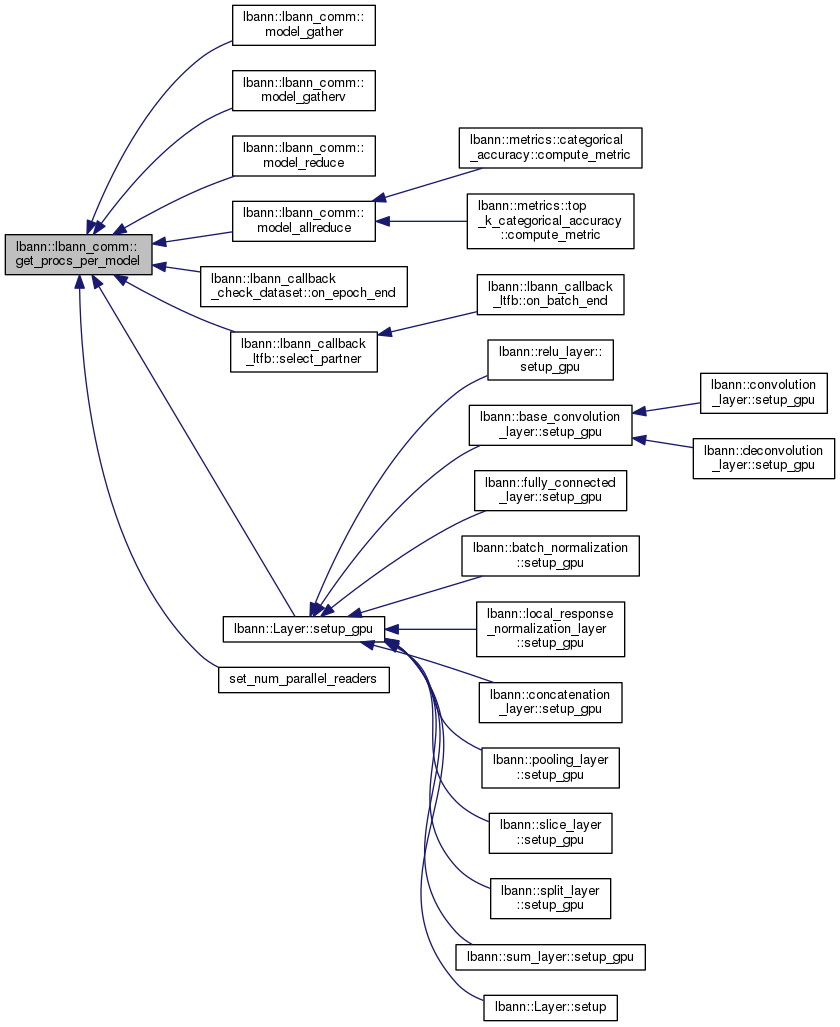 lbann::lbann_comm::
model_gather
lbann::lbann_comm::
model_gatherv
lbann::lbann_comm::
model_reduce
lbann::lbann_comm::
model_allreduce
lbann::metrics::categorical
_accuracy::compute_metric
lbann::metrics::top
_k_categorical_accuracy
::compute_metric
lbann::lbann_comm::
get_procs_per_model
lbann::lbann_callback
_check_dataset::on_epoch_end
lbann::lbann_callback
_ltfb::select_partner
lbann::lbann_callback
_ltfb::on_batch_end
lbann::relu_layer::
setup_gpu
lbann::base_convolution
_layer::setup_gpu
lbann::convolution
_layer::setup_gpu
lbann::deconvolution
_layer::setup_gpu
lbann::fully_connected
_layer::setup_gpu
lbann::batch_normalization
::setup_gpu
lbann::Layer::setup_gpu
lbann::local_response
_normalization_layer
::setup_gpu
set_num_parallel_readers
lbann::concatenation
_layer::setup_gpu
lbann::pooling_layer
::setup_gpu
lbann::slice_layer
::setup_gpu
lbann::split_layer
::setup_gpu
lbann::sum_layer::setup_gpu
lbann::Layer::setup